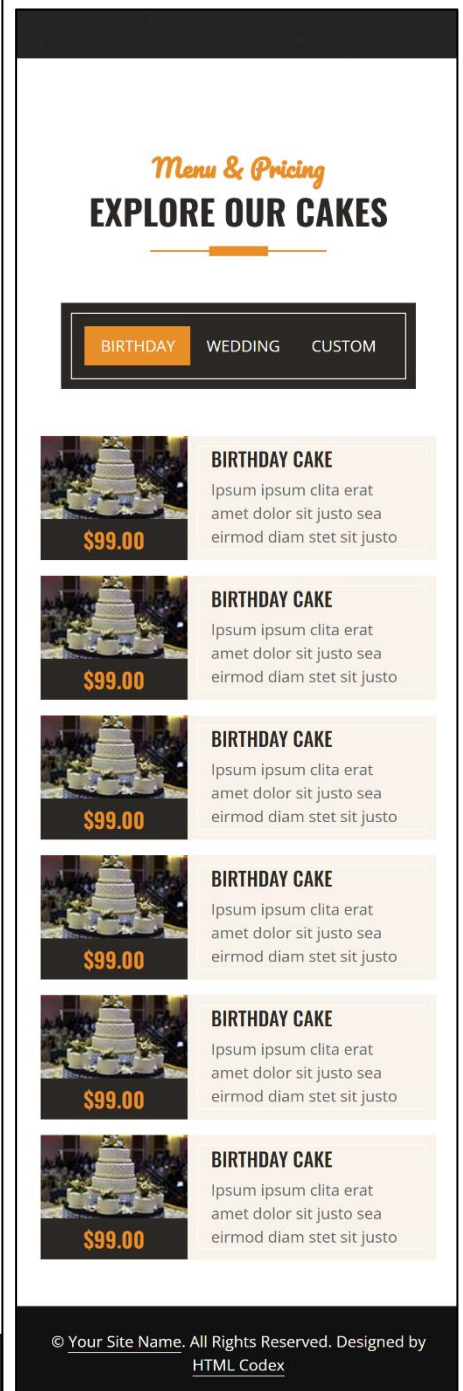 Menu & Pricing
EXPLORE OUR CAKES
BIRTHDAY WEDDING CUSTOM
BIRTHDAY CAKE
Ipsum ipsum clita erat
amet dolor sit justo sea
eirmod diam stet sit justo
$99.00
BIRTHDAY CAKE
Ipsum ipsum clita erat
amet dolor sit justo sea
eirmod diam stet sit justo
$99.00
BIRTHDAY CAKE
Ipsum ipsum clita erat
amet dolor sit justo sea
eirmod diam stet sit justo
$99.00
BIRTHDAY CAKE
Ipsum ipsum clita erat
amet dolor sit justo sea
eirmod diam stet sit justo
$99.00
BIRTHDAY CAKE
Ipsum ipsum clita erat
amet dolor sit justo sea
eirmod diam stet sit justo
$99.00
BIRTHDAY CAKE
Ipsum ipsum clita erat
amet dolor sit justo sea
eirmod diam stet sit justo
$99.00
© Your Site Name. All Rights Reserved. Designed by
HTML Codex